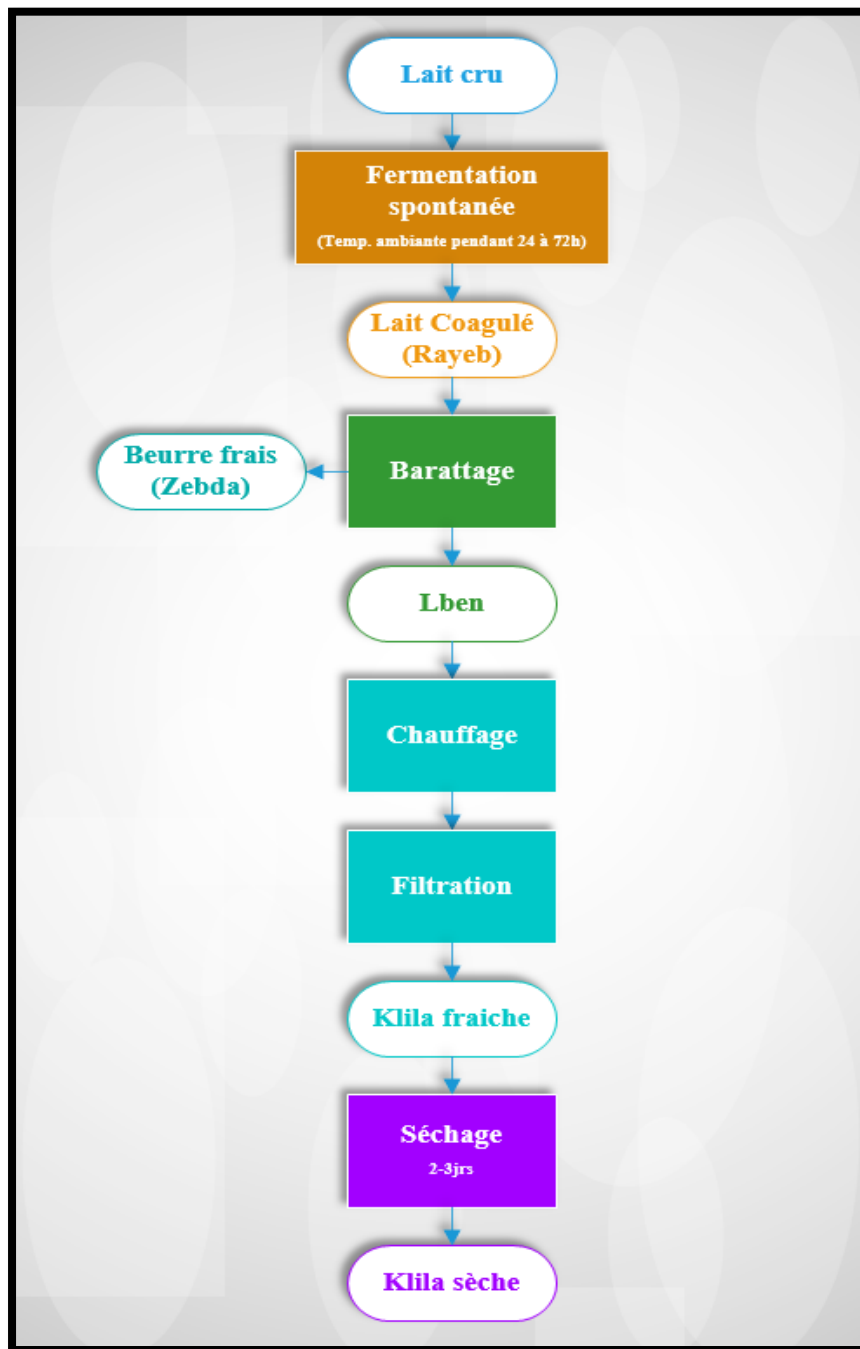 Lait cru
Fermentation
spontanée
(Temp. ambiante pendant 24 à 72h)
Lait Coagulé
(Rayeb)
Beurre frais
(Zebda)
Barattage
Lben
Chauffage
Filtration
Klila fraiche
Séchage
2-3jrs
Klila sèche